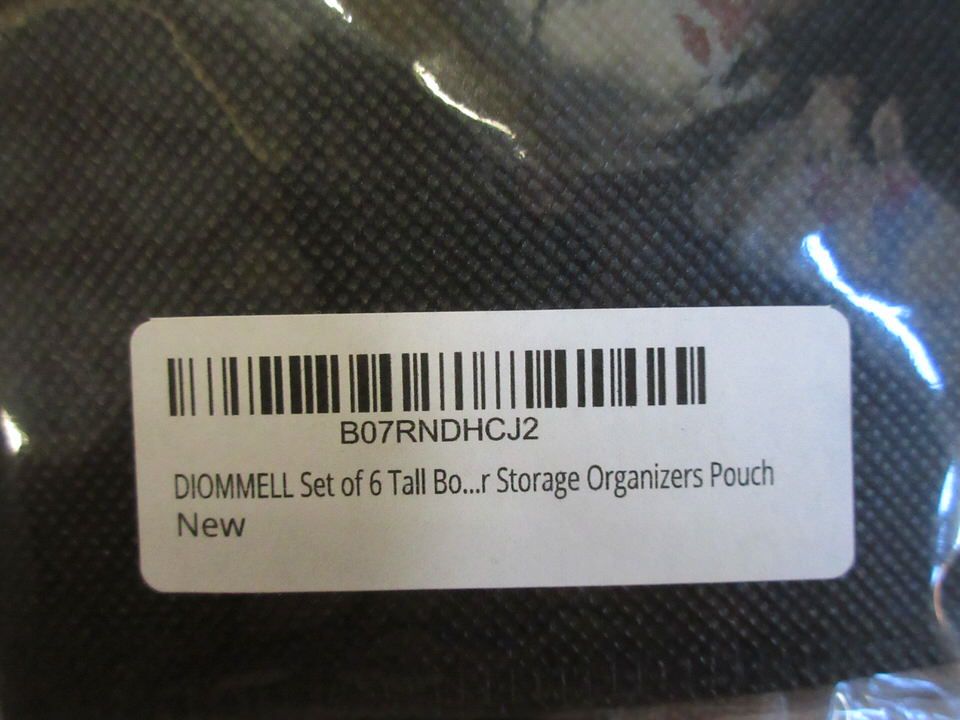 B07RNDHCJ2
DIOMMELL Set of 6 Tall Bo...r Storage Organizers Pouch
New